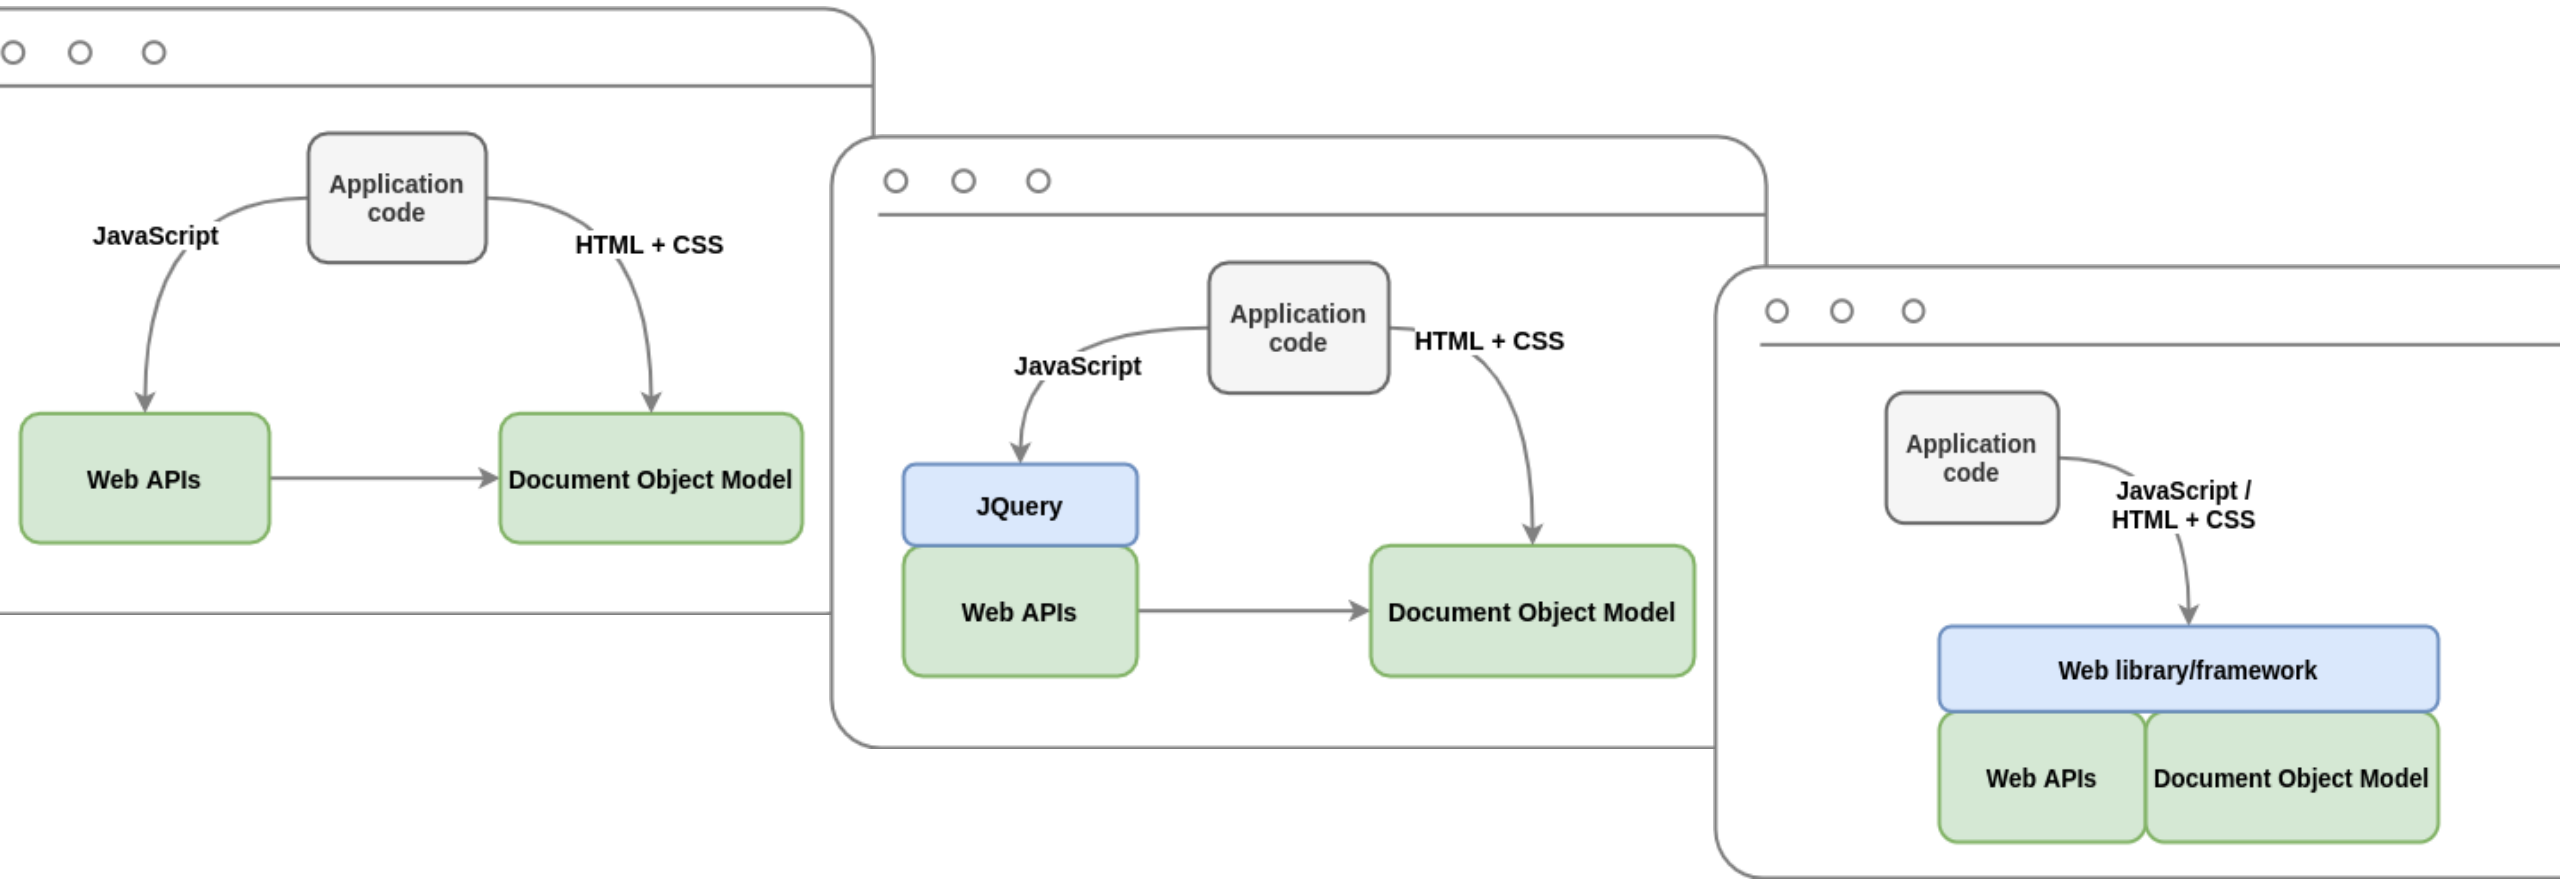 Application
code
JavaScript
HTML + CSS
Web APIs
Document Object Model
Application
code
JavaScript
HTML + CSS
JQuery
Web APIs
Document Object Model
Application
code
JavaScript /
HTML + CSS
Web library/framework
Web APIs
Document Object Model